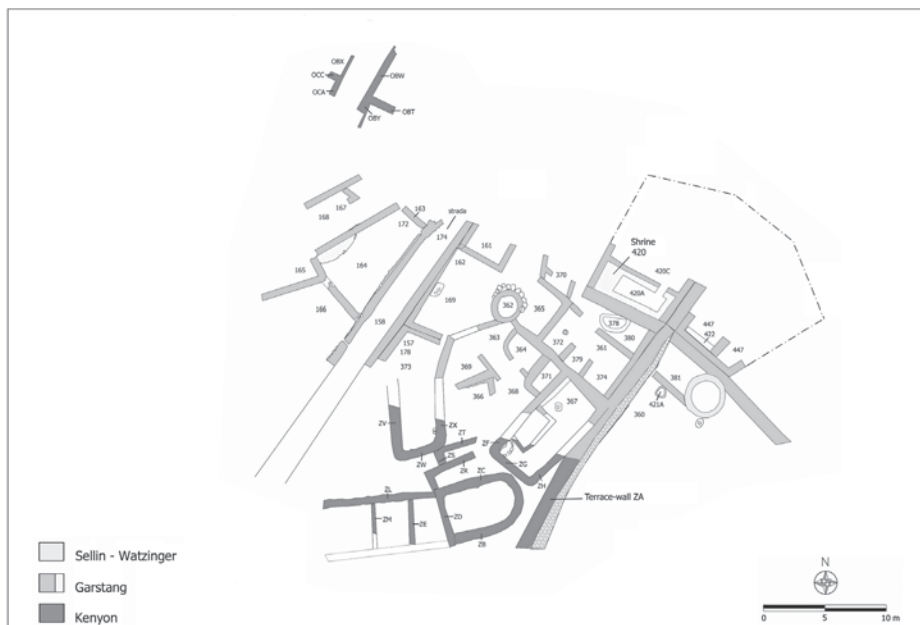 OBX
OCC
OBW
OCA
OBT
OBY
163
167
168
strada
172
174
161
Shrine
420
162
370
420C
165
164
169
420A
362
365
166
158
378
447
363
422
157
364
372
361
380
447
178
379
373
369
371
374
381
366
368
367
360
421A
ZV
ZX
ZT
ZF
ZW
ZS
ZG
ZR
ZC
ZH
ZL
Terrace-wall ZA
ZM
ZE
ZD
ZB
Sellin - Watzinger
Garstang
Kenyon
N
0 5 10 m